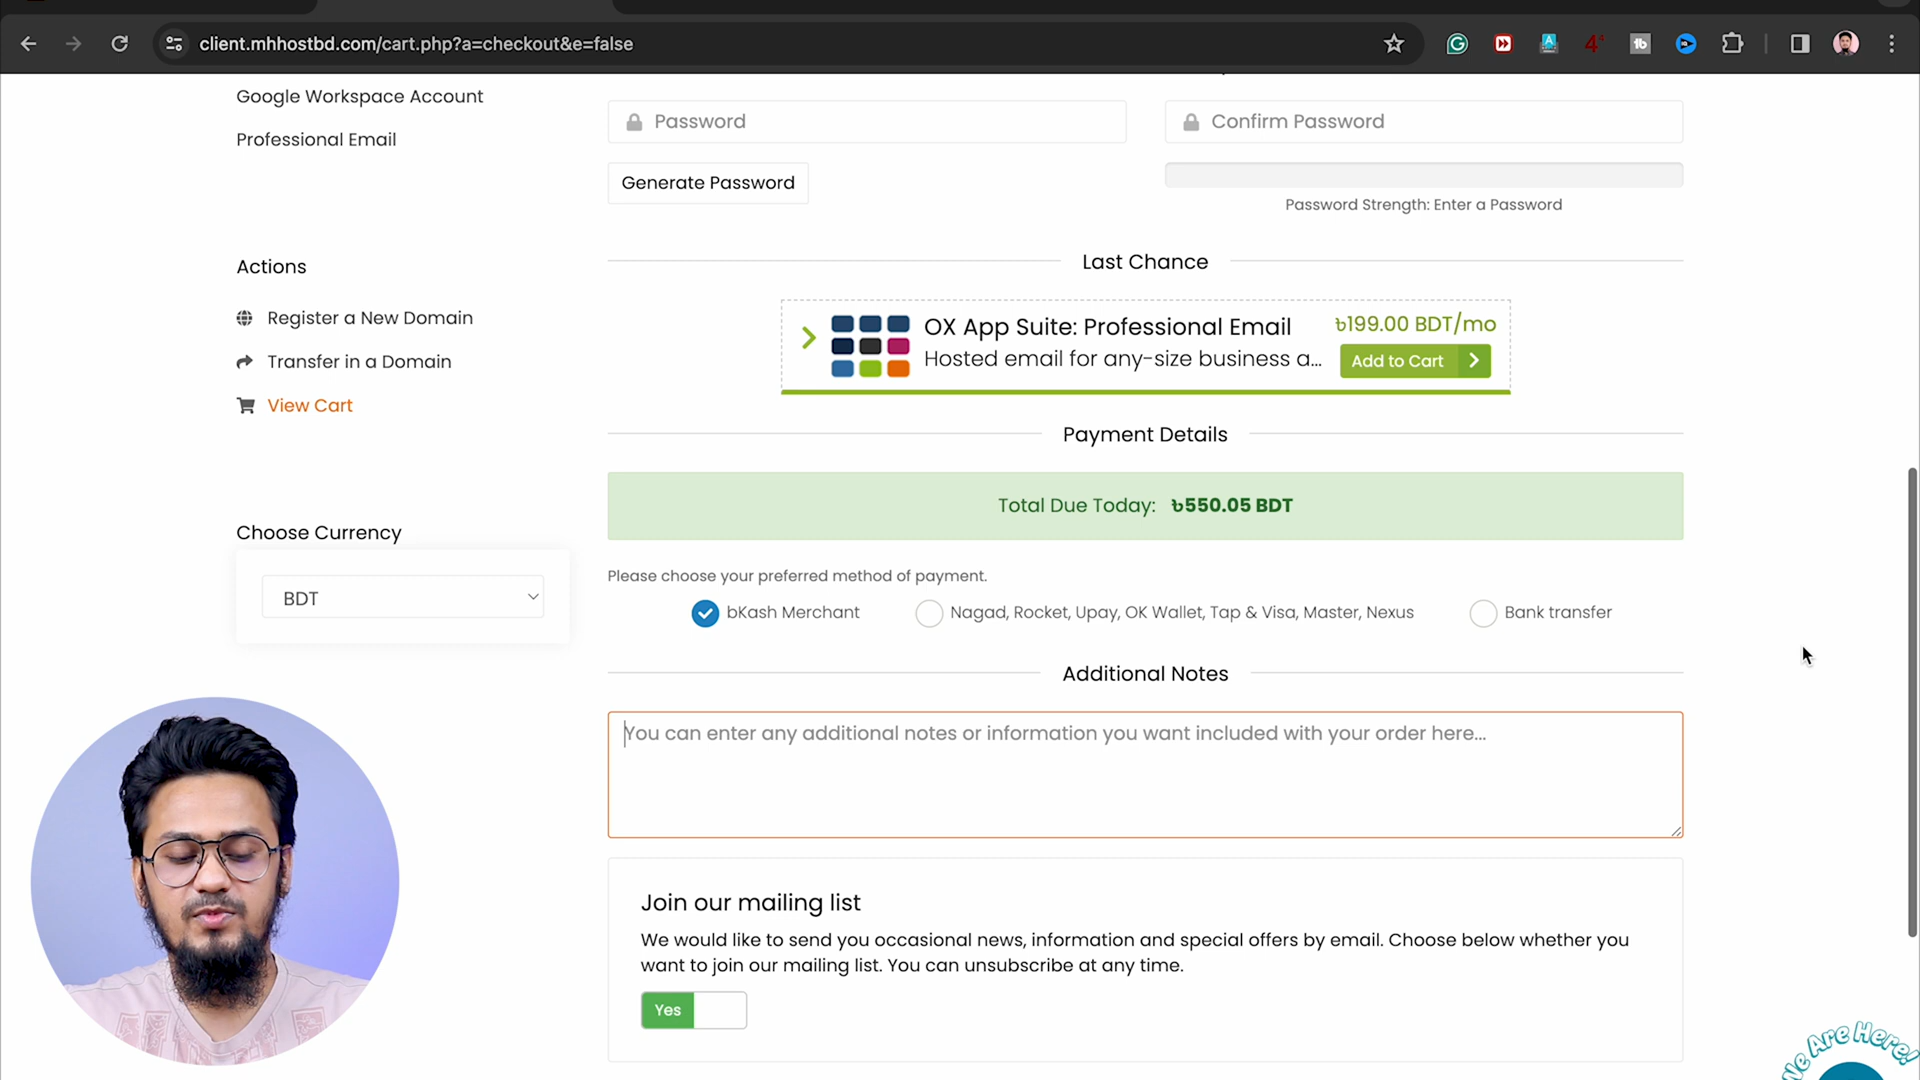 client.mhhostbd.com/cart.php?a=checkout&e=false
Google Workspace Account
Professional Email
Password
Confirm Password
Generate Password
Password Strength: Enter a Password
Actions
Register a New Domain
Transfer in a Domain
View Cart
Last Chance
OX App Suite: Professional Email
৳199.00 BDT/mo
Hosted email for any-size business a...
Add to Cart
Payment Details
Total Due Today: ৳550.05 BDT
Choose Currency
BDT
Please choose your preferred method of payment.
bKash Merchant
Nagad, Rocket, Upay, OK Wallet, Tap & Visa, Master, Nexus
Bank transfer
Additional Notes
You can enter any additional notes or information you want included with your order here...
Join our mailing list
We would like to send you occasional news, information and special offers by email. Choose below whether you
want to join our mailing list. You can unsubscribe at any time.
Yes
We Are Here!